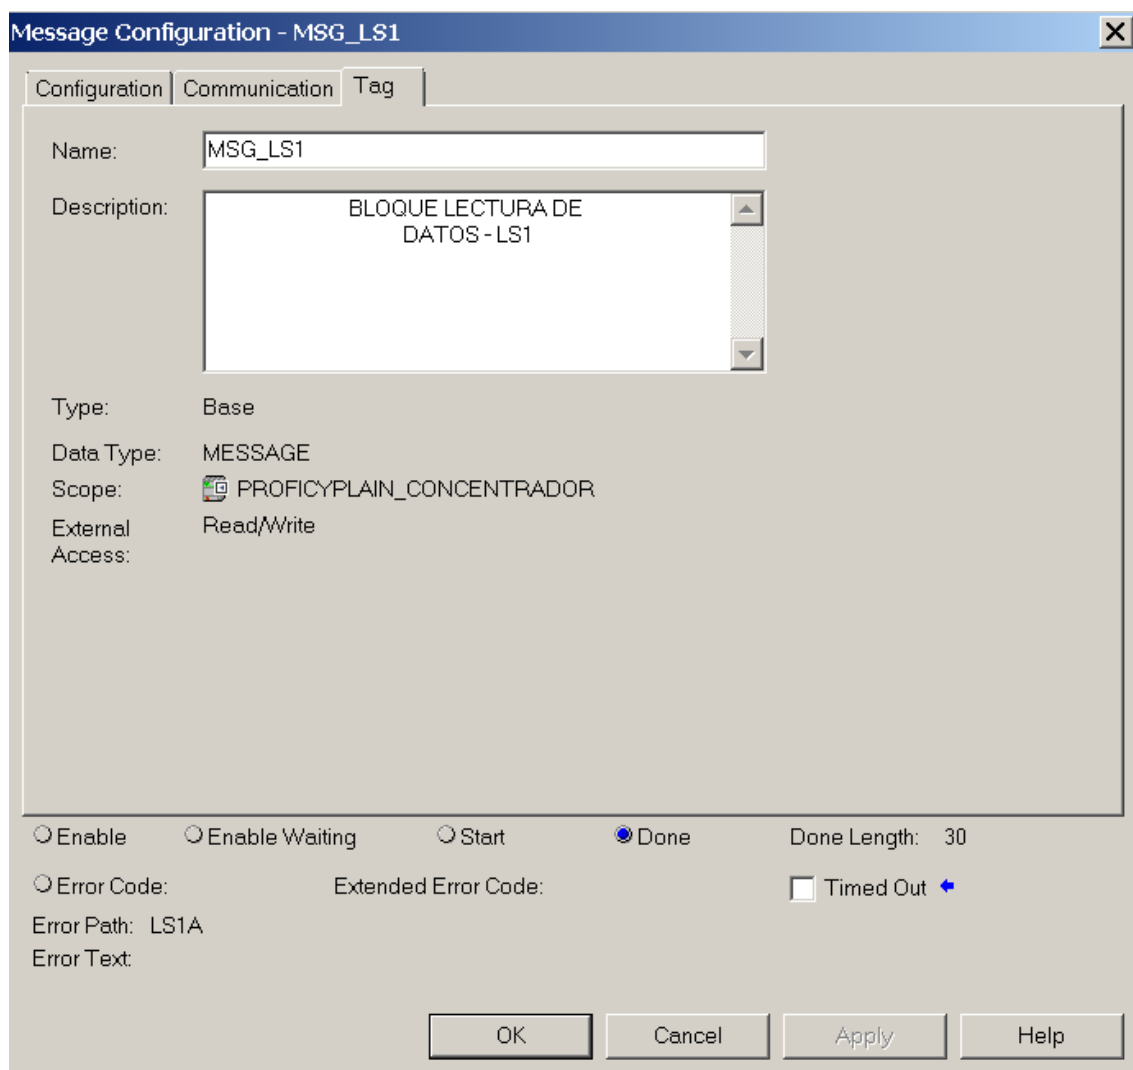 Message Configuration - MSG_LS1
Configuration Communication Tag
Name: MSG_LS1
Description: BLOQUE LECTURA DE
DATOS - LS1
Type: Base
Data Type: MESSAGE
Scope: PROFICYPLAIN_CONCENTRADOR
External Read/Write
Access:
Enable Enable Waiting Start Done Done Length: 30
Error Code: Extended Error Code: Timed Out
Error Path: LS1A
Error Text:
OK Cancel Apply Help